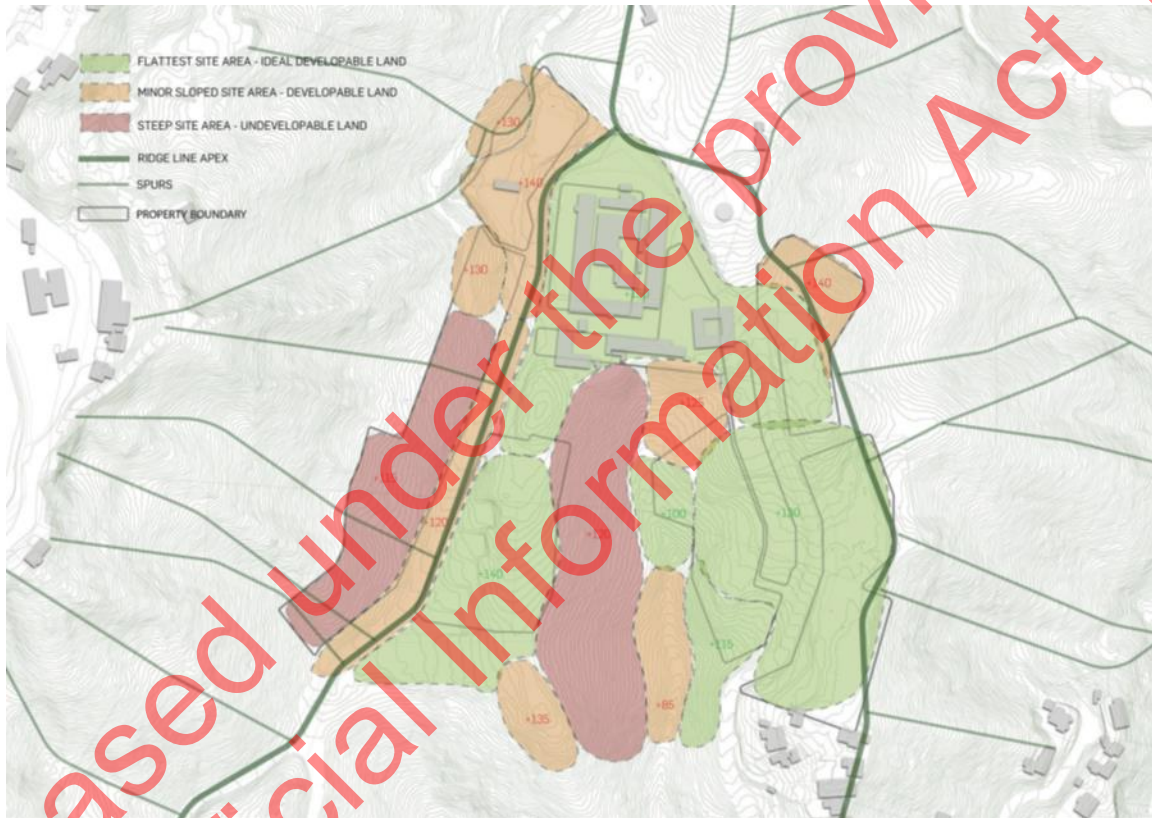 FLATTEST SITE AREA - IDEAL DEVELOPABLE LAND
MINOR SLOPED SITE AREA - DEVELOPABLE LAND
STEEP SITE AREA - UNDEVELOPABLE LAND
RIDGE LINE APEX
SPURS
PROPERTY BOUNDARY
+130
+140
+130
+140
+125
+120
+100
+140
+115
+135
+85
ased under the provi
icial Information Act